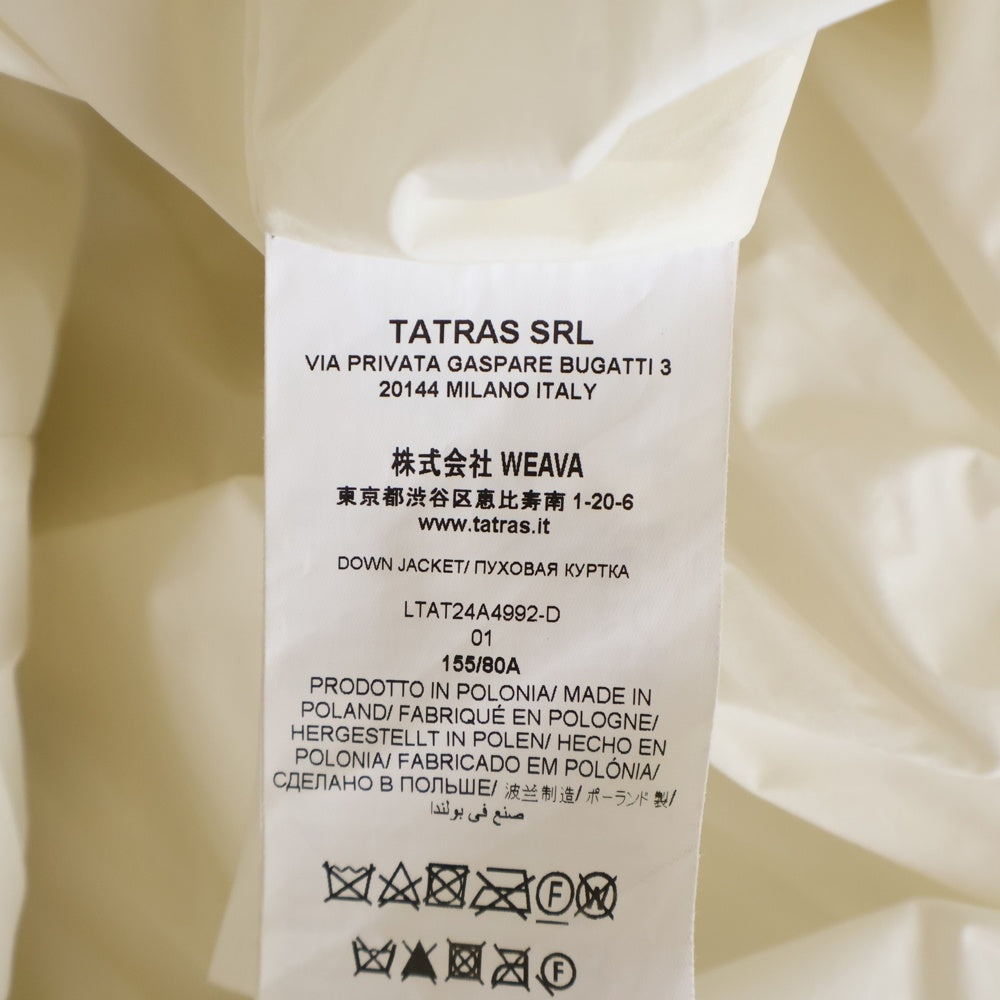 TATRAS SRL
VIA PRIVATA GASPARE BUGATTI 3
20144 MILANO ITALY
株式会社 WEAVA
東京都渋谷区恵比寿南 1-20-6
www.tatras.it
DOWN JACKET/ ПУХОВАЯ КУРТКА
LTAT24A4992-D
01
155/80A
PRODOTTO IN POLONIA/ MADE IN
POLAND/ FABRIQUÉ EN POLOGNE/
HERGESTELLT IN POLEN/ HECHO EN
POLONIA/ FABRICADO EM POLÓNIA/
СДЕЛАНО В ПОЛЬШЕ/ 波兰制造/ ポーランド 製/
صنع في بولندا
F W
F